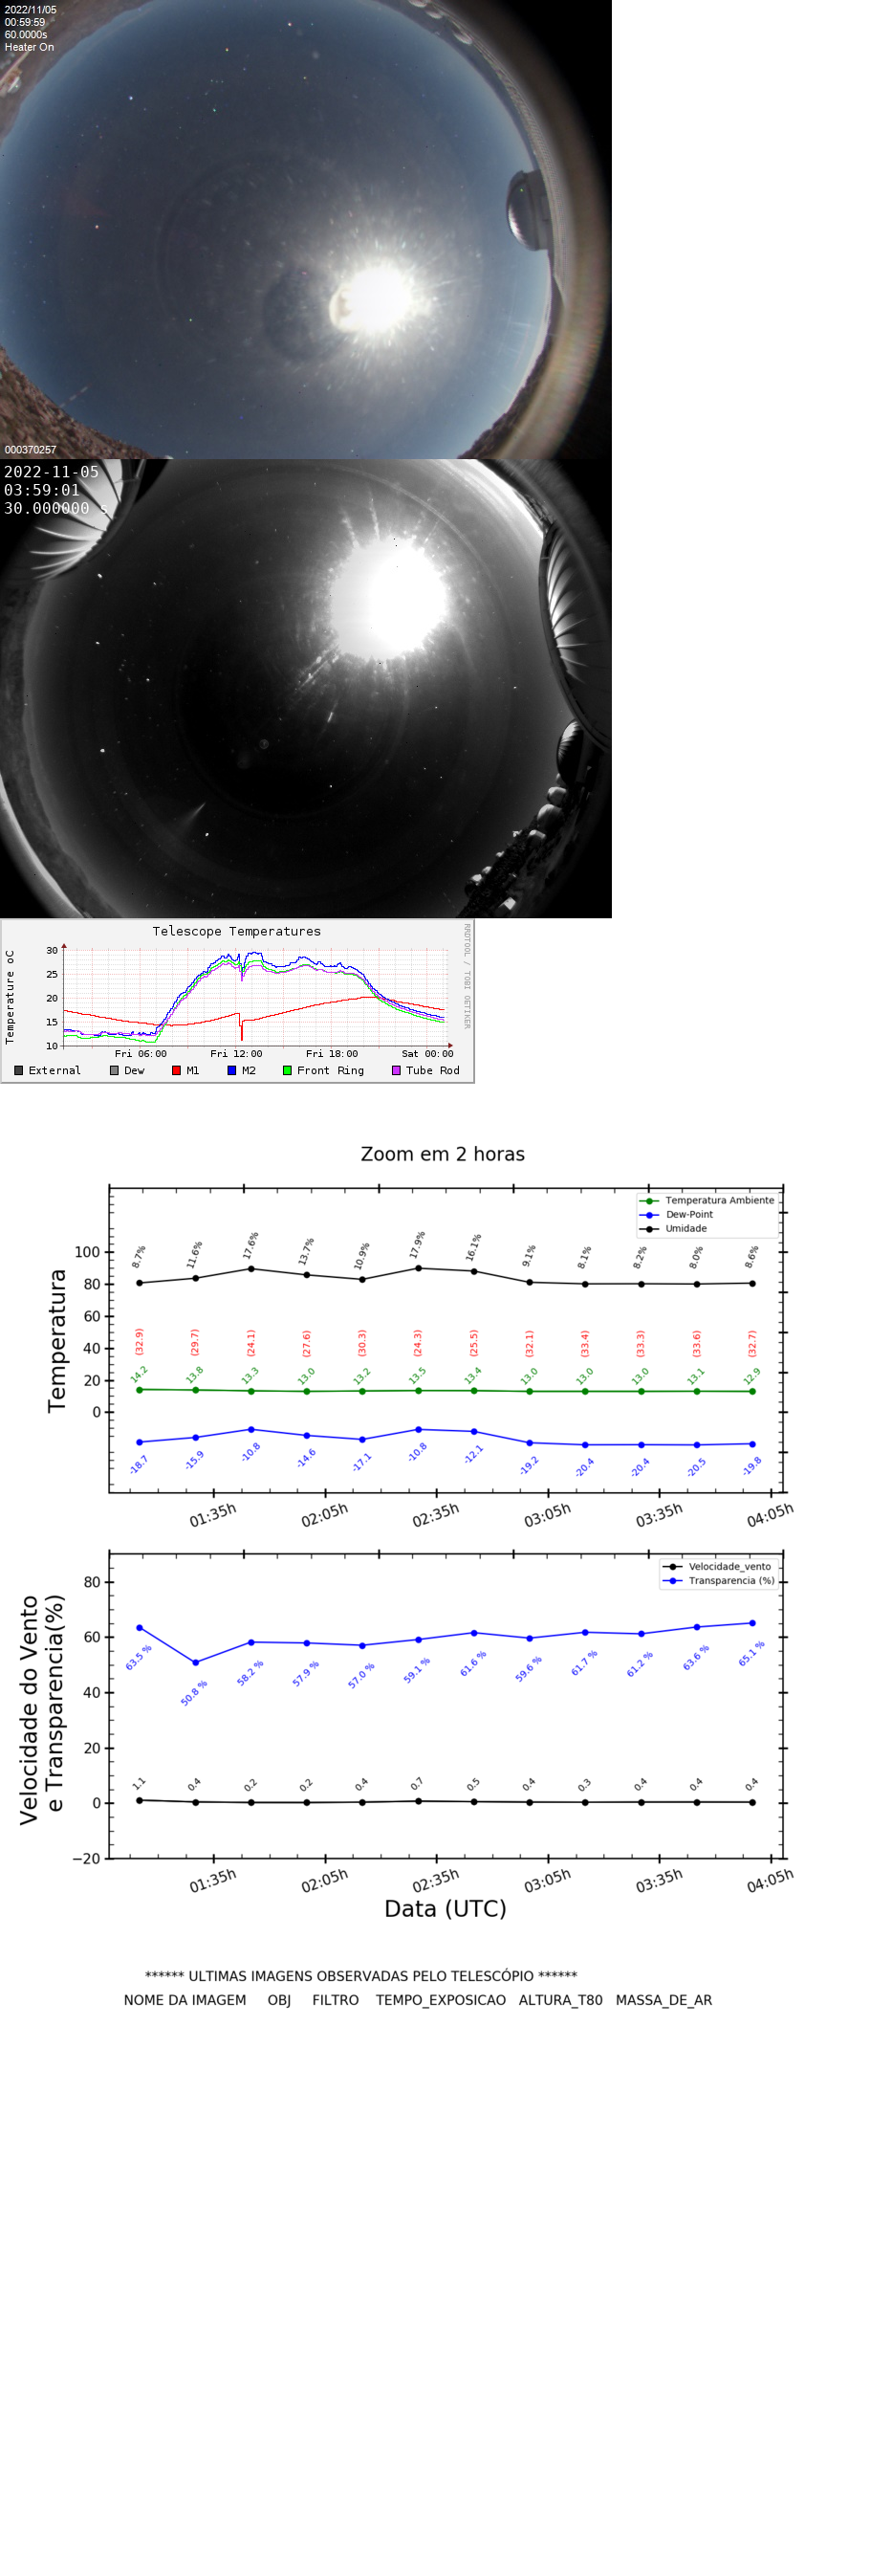 2022/11/05
00:59:59
60.0000s
Heater On
000370257
2022-11-05
03:59:01
30.000000 s
Telescope Temperatures
RRDTOOL / TOBI OETIKER
Temperature oC
30
25
20
15
10
Fri 06:00 Fri 12:00 Fri 18:00 Sat 00:00
External Dew M1 M2 Front Ring Tube Rod
Zoom em 2 horas
Temperatura Ambiente
Dew-Point
Umidade
Temperatura
100
80
60
40
20
0
8.7% 11.6% 17.6% 13.7% 10.9% 17.9% 16.1% 9.1% 8.1% 8.2% 8.0% 8.6%
(32.9) (29.7) (24.1) (27.6) (30.3) (24.3) (25.5) (32.1) (33.4) (33.3) (33.6) (32.7)
14.2 13.8 13.3 13.0 13.2 13.5 13.4 13.0 13.0 13.0 13.1 12.9
-18.7 -15.9 -10.8 -14.6 -17.1 -10.8 -12.1 -19.2 -20.4 -20.4 -20.5 -19.8
01:35h 02:05h 02:35h 03:05h 03:35h 04:05h
Velocidade_vento
Transparencia (%)
Velocidade do Vento
e Transparencia(%)
80
60
40
20
0
−20
63.5 % 50.8 % 58.2 % 57.9 % 57.0 % 59.1 % 61.6 % 59.6 % 61.7 % 61.2 % 63.6 % 65.1 %
1.1 0.4 0.2 0.2 0.4 0.7 0.5 0.4 0.3 0.4 0.4 0.4
01:35h 02:05h 02:35h 03:05h 03:35h 04:05h
Data (UTC)
****** ULTIMAS IMAGENS OBSERVADAS PELO TELESCÓPIO ******
NOME DA IMAGEM OBJ FILTRO TEMPO_EXPOSICAO ALTURA_T80 MASSA_DE_AR